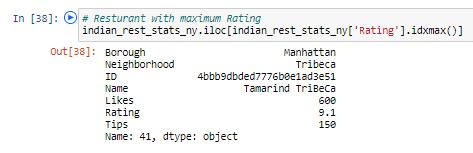 In [38]: # Resturant with maximum Rating
indian_rest_stats_ny.iloc[indian_rest_stats_ny['Rating'].idxmax()]
Out[38]: Borough Manhattan
Neighborhood Tribeca
ID 4bbb9dbded7776b0e1ad3e51
Name Tamarind TriBeCa
Likes 600
Rating 9.1
Tips 150
Name: 41, dtype: object